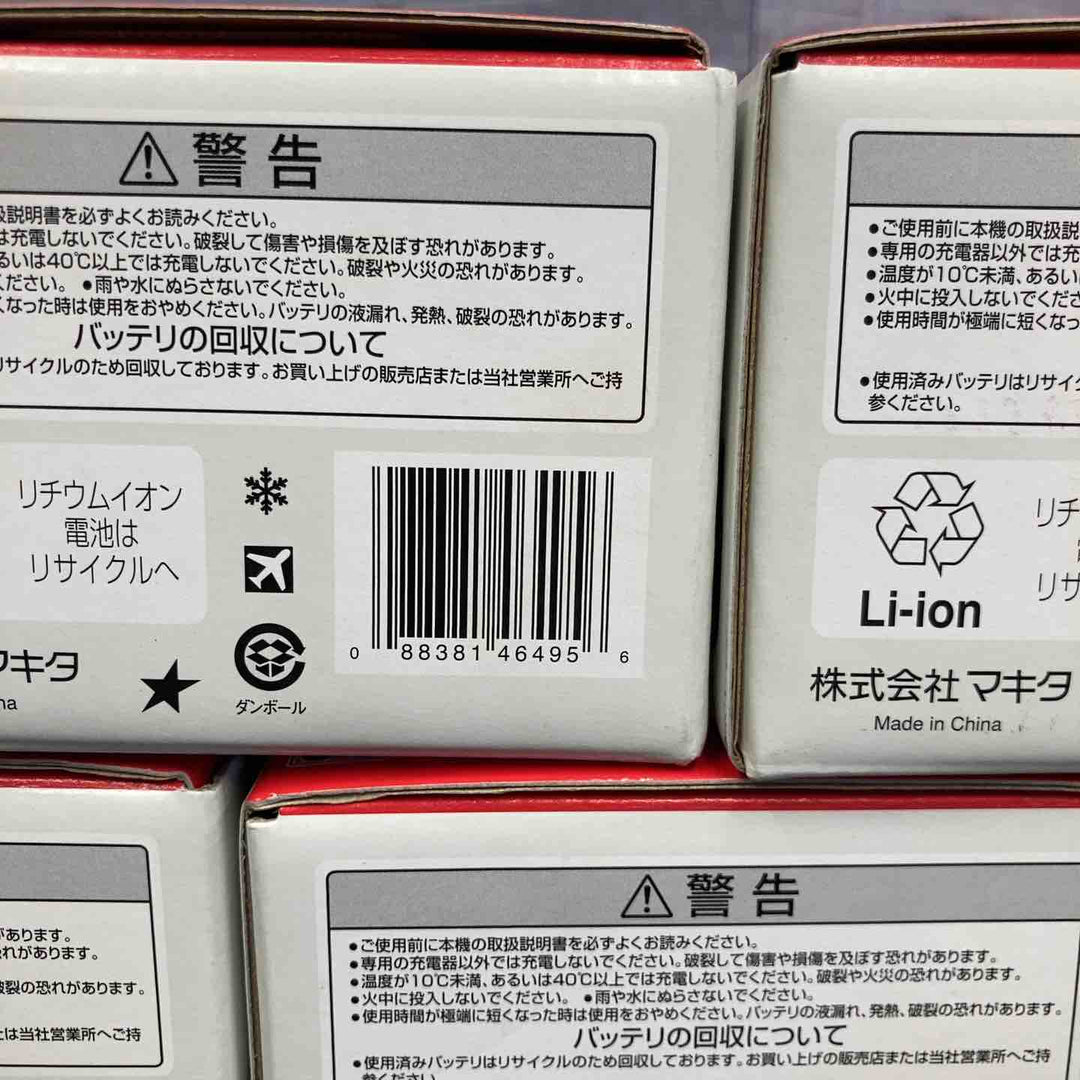 警告
扱説明書を必ずよくお読みください。
は充電しないでください。破裂して傷害や損傷を及ぼす恐れがあります。
るいは40℃以上では充電しないでください。破裂や火災の恐れがあります。
ください。 ●雨や水にぬらさないでください。
くなった時は使用をおやめください。バッテリの液漏れ、発熱、破裂の恐れがあります。
バッテリの回収について
リサイクルのため回収しております。お買い上げの販売店または当社営業所へご持
リチウムイオン
電池は
リサイクルへ
マキタ
na
ダンボール
0 88381 46495 6
●ご使用前に本機の取扱説
●専用の充電器以外では充
●温度が10℃未満、あるい
●火中に投入しないでくださ
●使用時間が極端に短くなっ
●使用済みバッテリはリサイク
参ください。
Li-ion
リチ
リサ
株式会社マキタ
Made in China
があります。
れがあります。
破裂の恐れがあります。
たは当社営業所へご持
警告
●ご使用前に本機の取扱説明書を必ずよくお読みください。
●専用の充電器以外では充電しないでください。破裂して傷害や損傷を及ぼす恐れがあります。
●温度が10℃未満、あるいは40℃以上では充電しないでください。破裂や火災の恐れがあります。
●火中に投入しないでください。 ●雨や水にぬらさないでください。
●使用時間が極端に短くなった時は使用をおやめください。バッテリの液漏れ、発熱、破裂の恐れがあります。
バッテリの回収について
●使用済みバッテリはリサイクルのため回収しております。お買い上げの販売店または当社営業所へご持
参ください